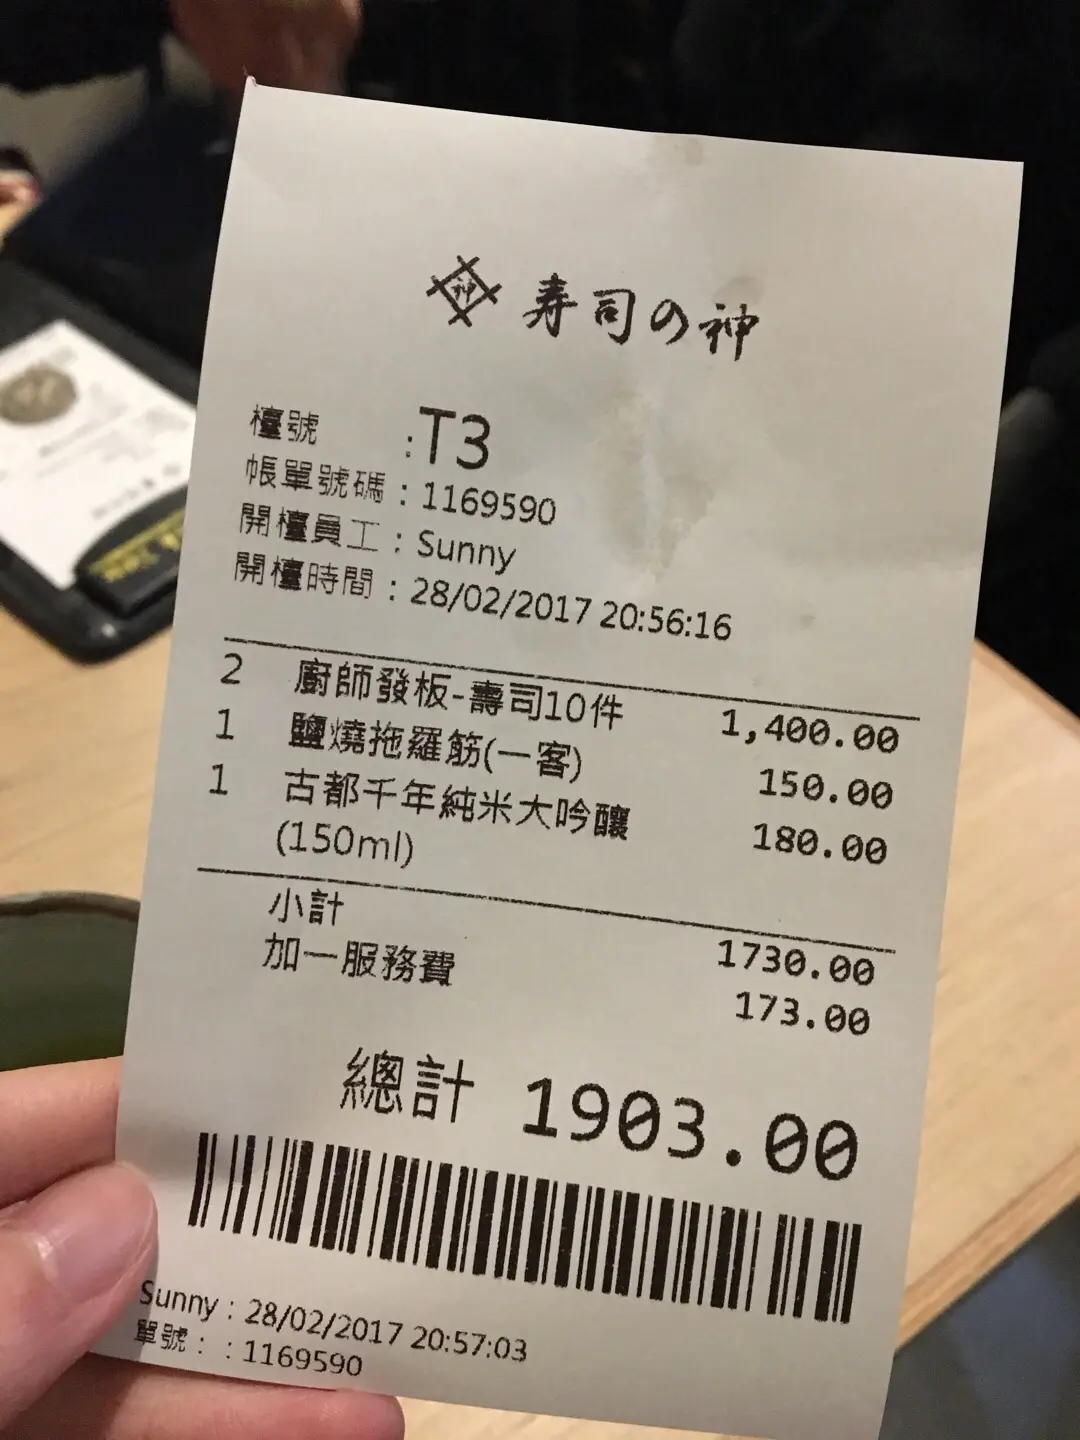 神 寿司の神
檯號 :T3
帳單號碼 : 1169590
開檯員工 : Sunny
開檯時間 : 28/02/2017 20:56:16
2 廚師發板-壽司10件 1,400.00
1 鹽燒拖羅筋(一客) 150.00
1 古都千年純米大吟釀 180.00
(150ml)
小計 1730.00
加一服務費 173.00
總計 1903.00
Sunny : 28/02/2017 20:57:03
單號: : 1169590